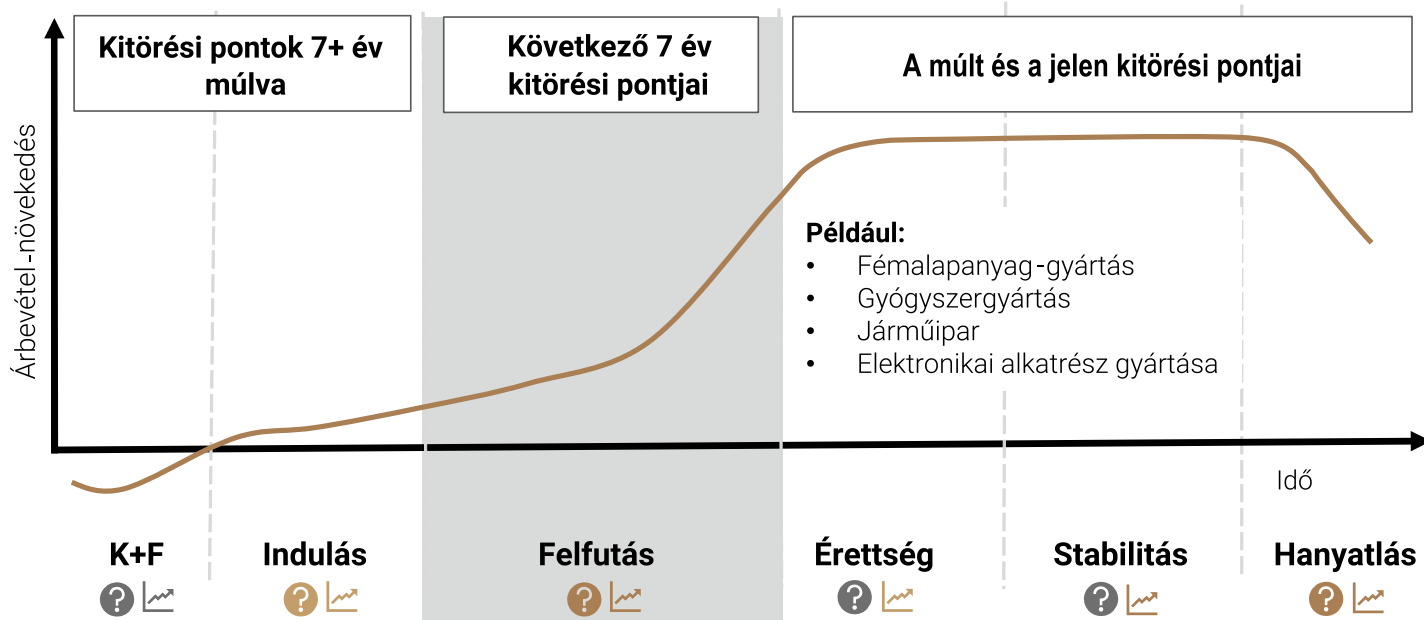 Kitörési pontok 7+ év
múlva
Következő 7 év
kitörési pontjai
A múlt és a jelen kitörési pontjai
Árbevétel-növekedés
Például:
• Fémalapanyag-gyártás
• Gyógyszergyártás
• Járműipar
• Elektronikai alkatrész gyártása
Idő
K+F
Indulás
Felfutás
Érettség
Stabilitás
Hanyatlás
?
?
?
?
?
?